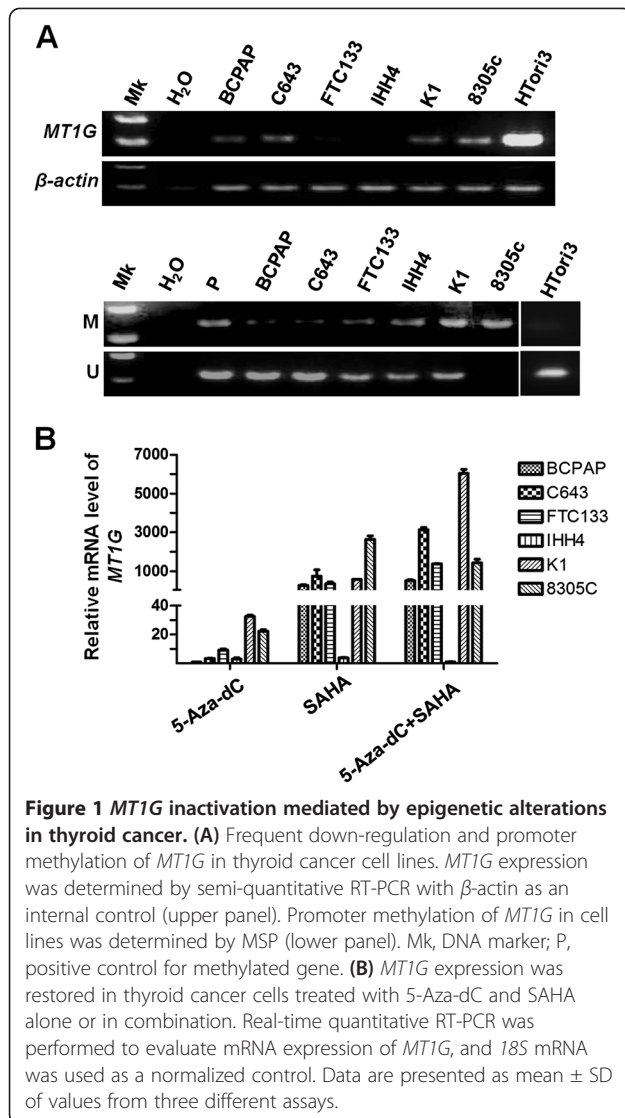 A
Mk H₂O BCPAP C643 FTC133 IHH4 K1 8305c HTori3
MT1G
β-actin
Mk H₂O P BCPAP C643 FTC133 IHH4 K1 8305c HTori3
M
U
B
Relative mRNA level of
MT1G
7000
5000
3000
1000
40
20
5-Aza-dC
SAHA
5-Aza-dC+SAHA
BCPAP
C643
FTC133
IHH4
K1
8305C
Figure 1 MT1G inactivation mediated by epigenetic alterations
in thyroid cancer. (A) Frequent down-regulation and promoter
methylation of MT1G in thyroid cancer cell lines. MT1G expression
was determined by semi-quantitative RT-PCR with β-actin as an
internal control (upper panel). Promoter methylation of MT1G in cell
lines was determined by MSP (lower panel). Mk, DNA marker; P,
positive control for methylated gene. (B) MT1G expression was
restored in thyroid cancer cells treated with 5-Aza-dC and SAHA
alone or in combination. Real-time quantitative RT-PCR was
performed to evaluate mRNA expression of MT1G, and 18S mRNA
was used as a normalized control. Data are presented as mean ± SD
of values from three different assays.